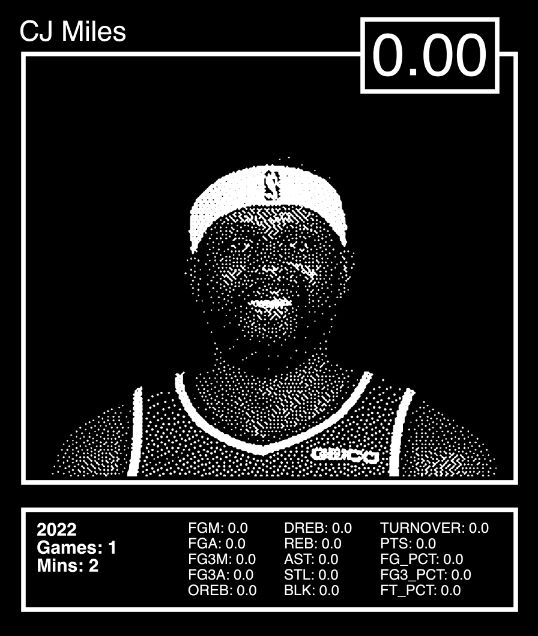 CJ Miles
0.00
GEICO
2022
Games: 1
Mins: 2
FGM: 0.0
FGA: 0.0
FG3M: 0.0
FG3A: 0.0
OREB: 0.0
DREB: 0.0
REB: 0.0
AST: 0.0
STL: 0.0
BLK: 0.0
TURNOVER: 0.0
PTS: 0.0
FG_PCT: 0.0
FG3_PCT: 0.0
FT_PCT: 0.0